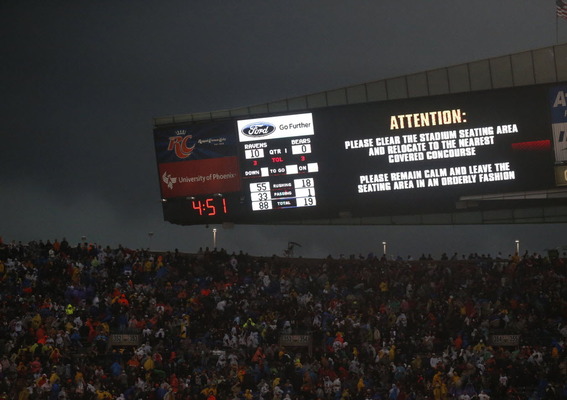 RC
University of Phoenix
4:51
Ford Go Further
RAVENS BEARS
10 QTR 1 0
3 TOL 3
DOWN TO GO ON
55 RUSHING 18
33 PASSING 1
88 TOTAL 19
ATTENTION:
PLEASE CLEAR THE STADIUM SEATING AREA
AND RELOCATE TO THE NEAREST
COVERED CONCOURSE
PLEASE REMAIN CALM AND LEAVE THE
SEATING AREA IN AN ORDERLY FASHION